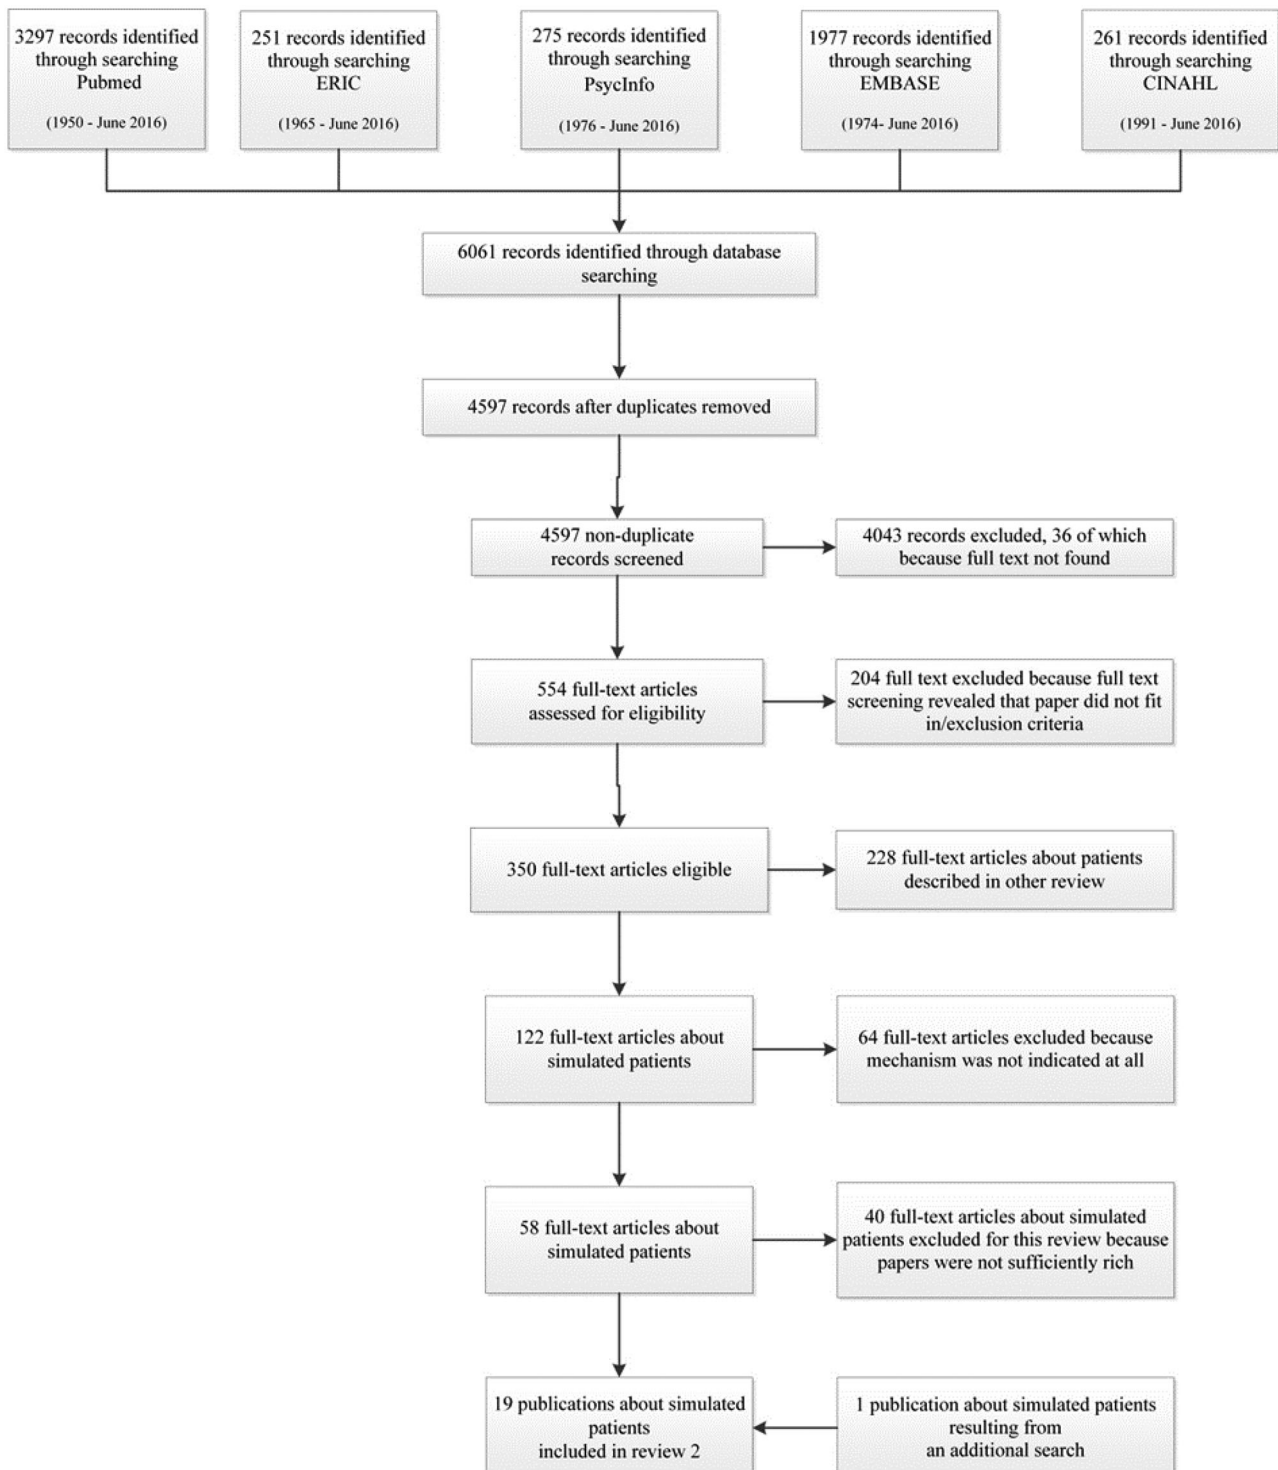 3297 records identified
through searching
Pubmed
(1950 - June 2016)
251 records identified
through searching
ERIC
(1965 - June 2016)
275 records identified
through searching
PsycInfo
(1976 - June 2016)
1977 records identified
through searching
EMBASE
(1974- June 2016)
261 records identified
through searching
CINAHL
(1991 - June 2016)
6061 records identified through database
searching
4597 records after duplicates removed
4597 non-duplicate
records screened
4043 records excluded, 36 of which
because full text not found
554 full-text articles
assessed for eligibility
204 full text excluded because full text
screening revealed that paper did not fit
in/exclusion criteria
350 full-text articles eligible
228 full-text articles about patients
described in other review
122 full-text articles about
simulated patients
64 full-text articles excluded because
mechanism was not indicated at all
58 full-text articles about
simulated patients
40 full-text articles about simulated
patients excluded for this review because
papers were not sufficiently rich
19 publications about simulated
patients
included in review 2
1 publication about simulated patients
resulting from
an additional search